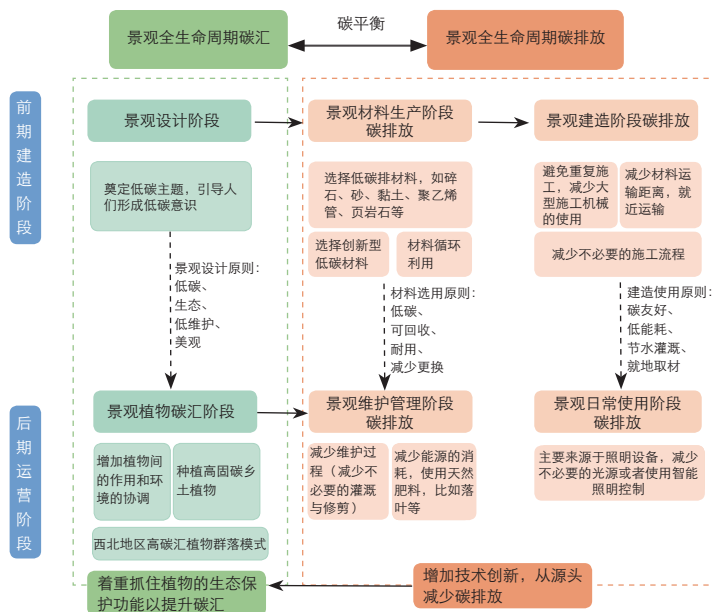 碳平衡
景观全生命周期碳汇
景观全生命周期碳排放
前
期
建
造
阶
段
景观设计阶段
景观材料生产阶段
碳排放
景观建造阶段碳排放
奠定低碳主题，引导人
们形成低碳意识
选择低碳排材料，如碎
石、砂、黏土、聚乙烯
管、页岩石等
选择创新型
低碳材料
材料循环
利用
避免重复施
工，减少大
型施工机械
的使用
减少材料运
输距离，就
近运输
减少不必要的施工流程
景观设计原则：
低碳、
生态、
低维护、
美观
材料选用原则：
低碳、
可回收、
耐用、
减少更换
建造使用原则：
碳友好、
低能耗、
节水灌溉、
就地取材
后
期
运
营
阶
段
景观植物碳汇阶段
景观维护管理阶段
碳排放
景观日常使用阶段
碳排放
增加植物间
的作用和环
境的协调
种植高固碳乡
土植物
西北地区高碳汇植物群落模式
减少维护过
程（减少不
必要的灌溉
与修剪）
减少能源的消
耗，使用天然
肥料，比如落
叶等
主要来源于照明设备，减少
不必要的光源或者使用智能
照明控制
着重抓住植物的生态保
护功能以提升碳汇
增加技术创新，从源头
减少碳排放